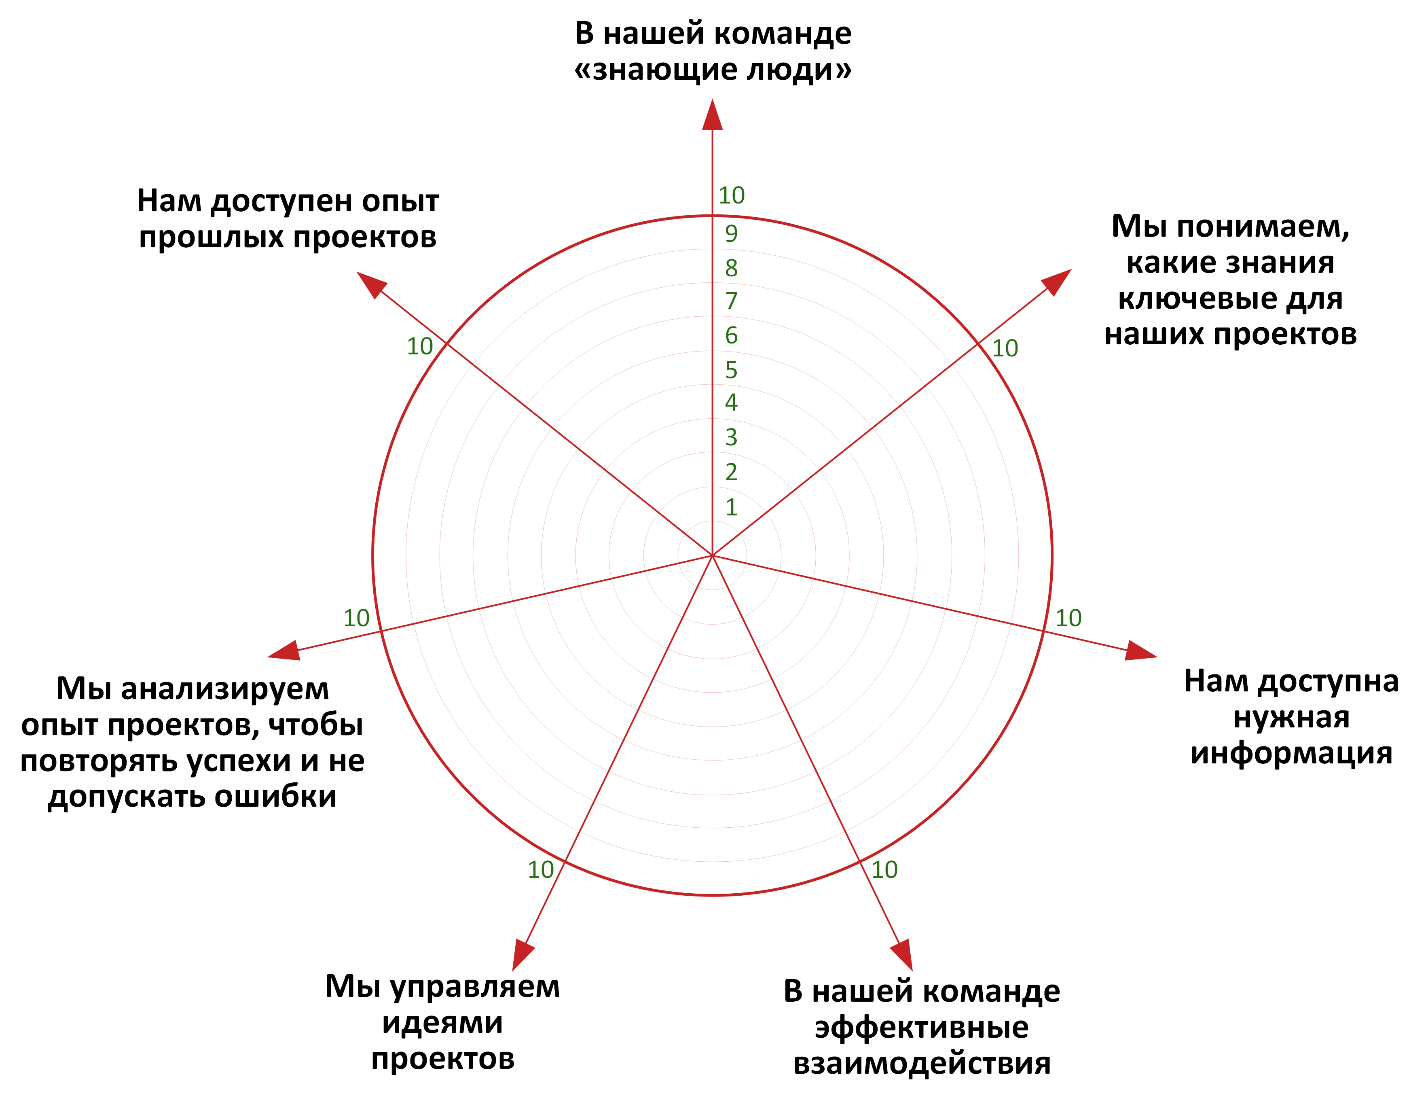 В нашей команде
«знающие люди»
Нам доступен опыт
прошлых проектов
Мы понимаем,
какие знания
ключевые для
наших проектов
10
9
8
7
6
5
4
3
2
1
10
10
10
10
10
10
Мы анализируем
опыт проектов, чтобы
повторять успехи и не
допускать ошибки
Нам доступна
нужная
информация
Мы управляем
идеями
проектов
В нашей команде
эффективные
взаимодействия